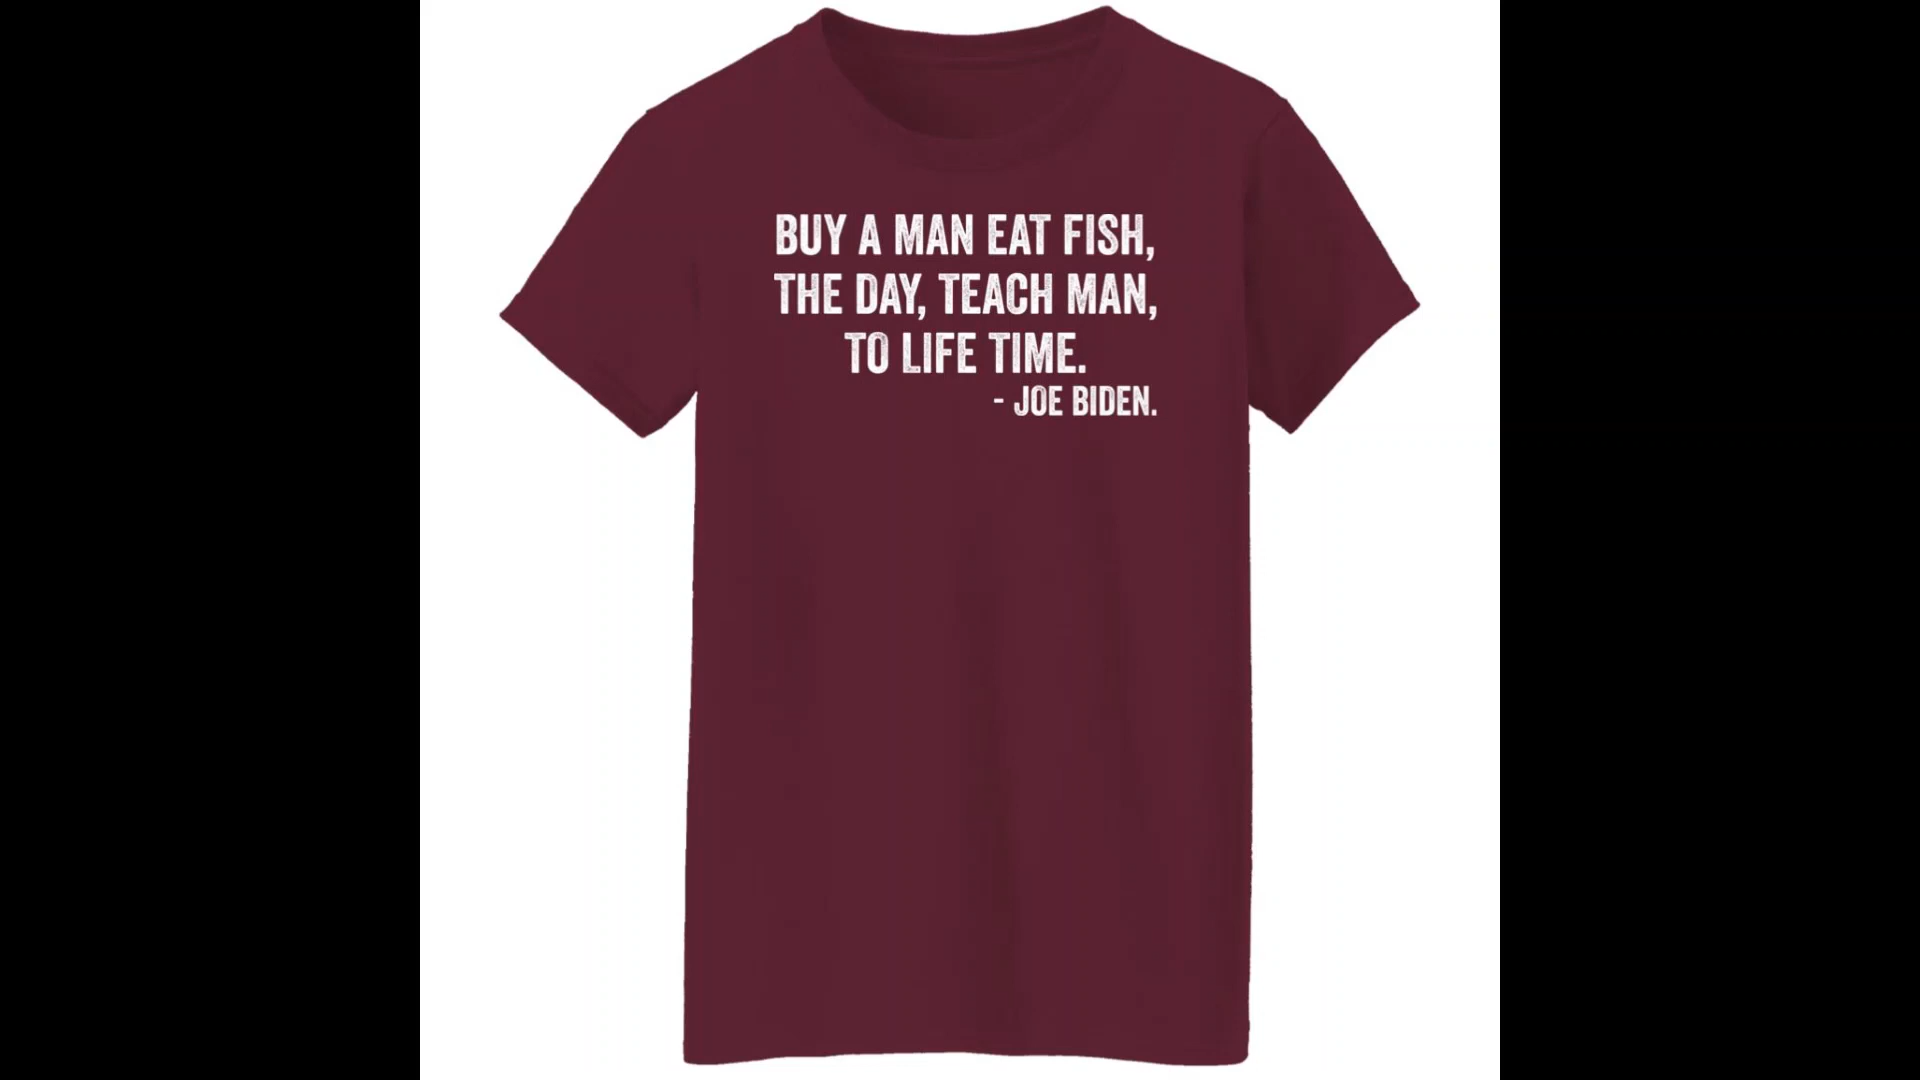 BUY A MAN EAT FISH,
THE DAY, TEACH MAN,
TO LIFE TIME.
- JOE BIDEN.